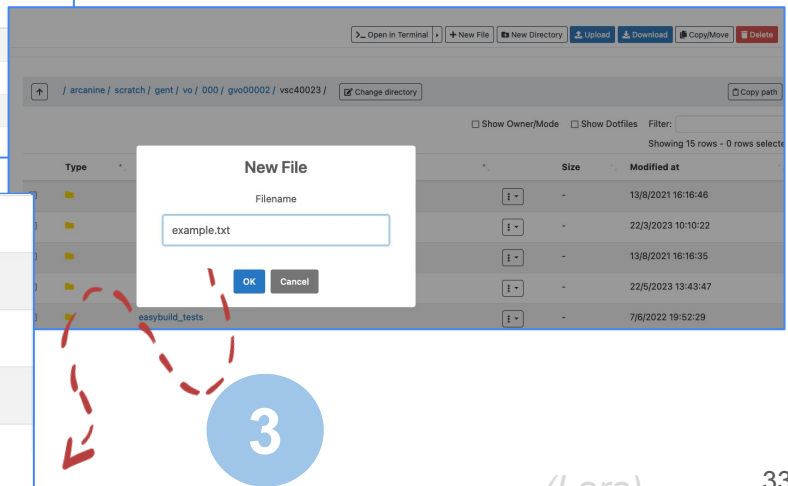 >_ Open in Terminal + New File New Directory Upload Download Copy/Move Delete
/ arcanine / scratch / gent / vo / 000 / gvo00002 / vsc40023 / Change directory Copy path
Show Owner/Mode Show Dotfiles Filter:
Showing 15 rows - 0 rows
Type Size Modified at
New File
Filename
example.txt
OK Cancel
- 13/8/2021 16:16:46
- 22/3/2023 10:10:22
- 13/8/2021 16:16:35
- 22/5/2023 13:43:47
easybuild_tests - 7/6/2022 19:52:29
3
33